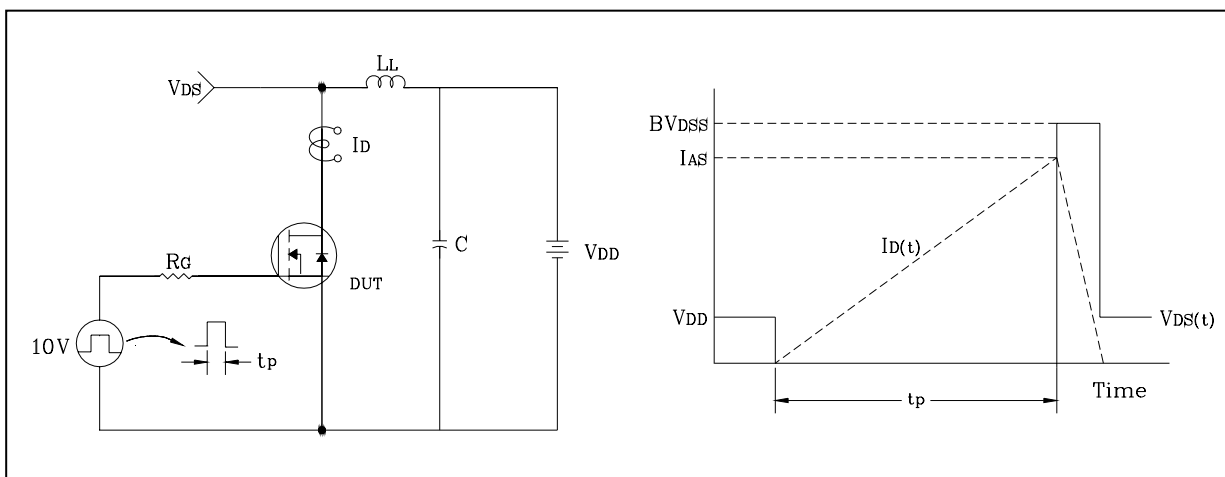 LL
VDS
ID
RG
C
VDD
DUT
10V
tp
BVDSS
IAS
ID(t)
VDD
VDS(t)
Time
tp